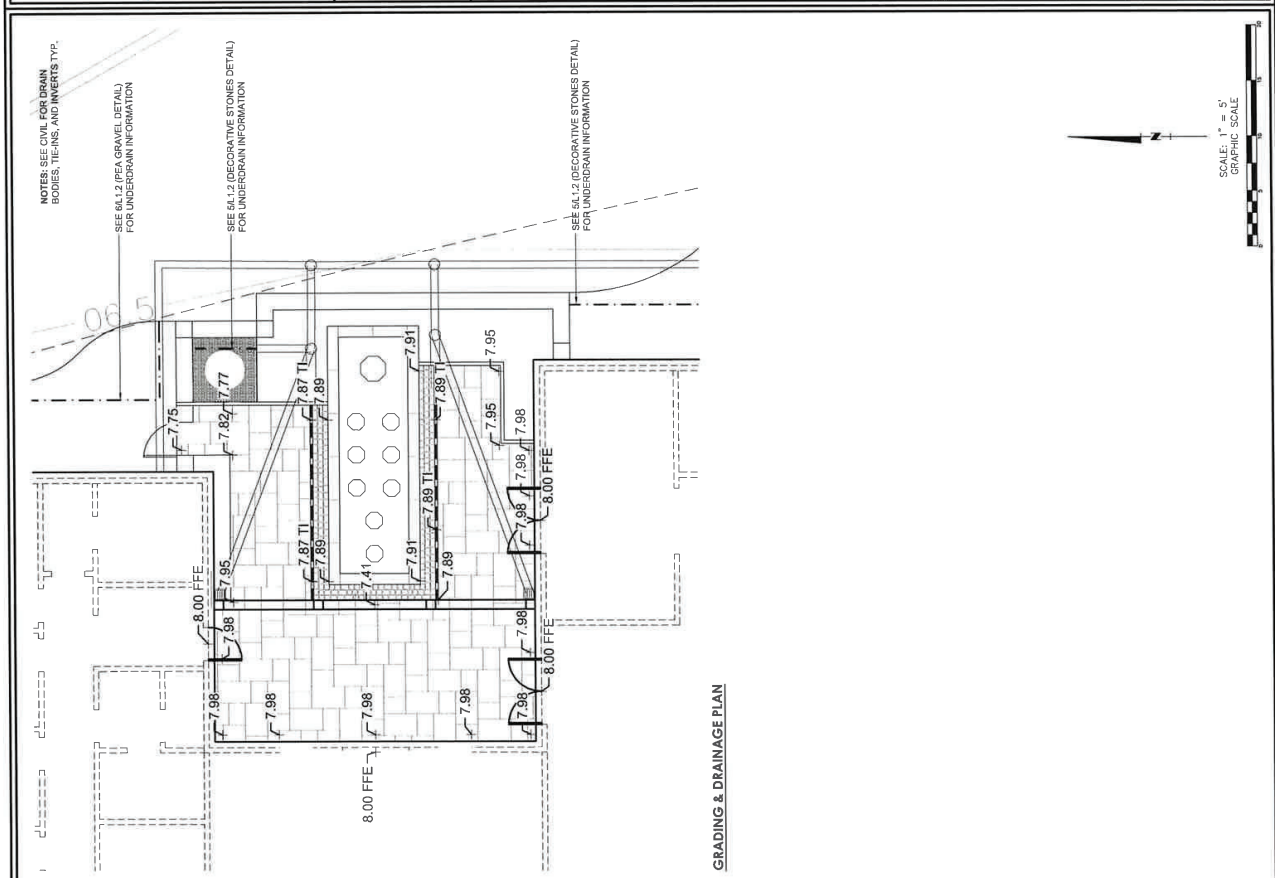 NOTES: SEE CIVIL FOR DRAIN
BODIES, TIE-INS, AND INVERTS TYP.
SEE 6/L1.2 (PEA GRAVEL DETAIL)
FOR UNDERDRAIN INFORMATION
SEE 5/L1.2 (DECORATIVE STONES DETAIL)
FOR UNDERDRAIN INFORMATION
SEE 5/L1.2 (DECORATIVE STONES DETAIL)
FOR UNDERDRAIN INFORMATION
06.5
7.75
7.82
7.77
7.87 TI
7.89
7.91
7.95
7.89 TI
7.95
7.98
7.98
7.98
8.00 FFE
7.89 TI
7.87 TI
7.89
7.91
7.41
7.89
7.95
8.00 FFE
7.98
7.98
8.00 FFE
7.98
7.98
7.98
7.98
7.98
8.00 FFE
GRADING & DRAINAGE PLAN
N
SCALE: 1" = 5'
GRAPHIC SCALE
0
5
10
15
20